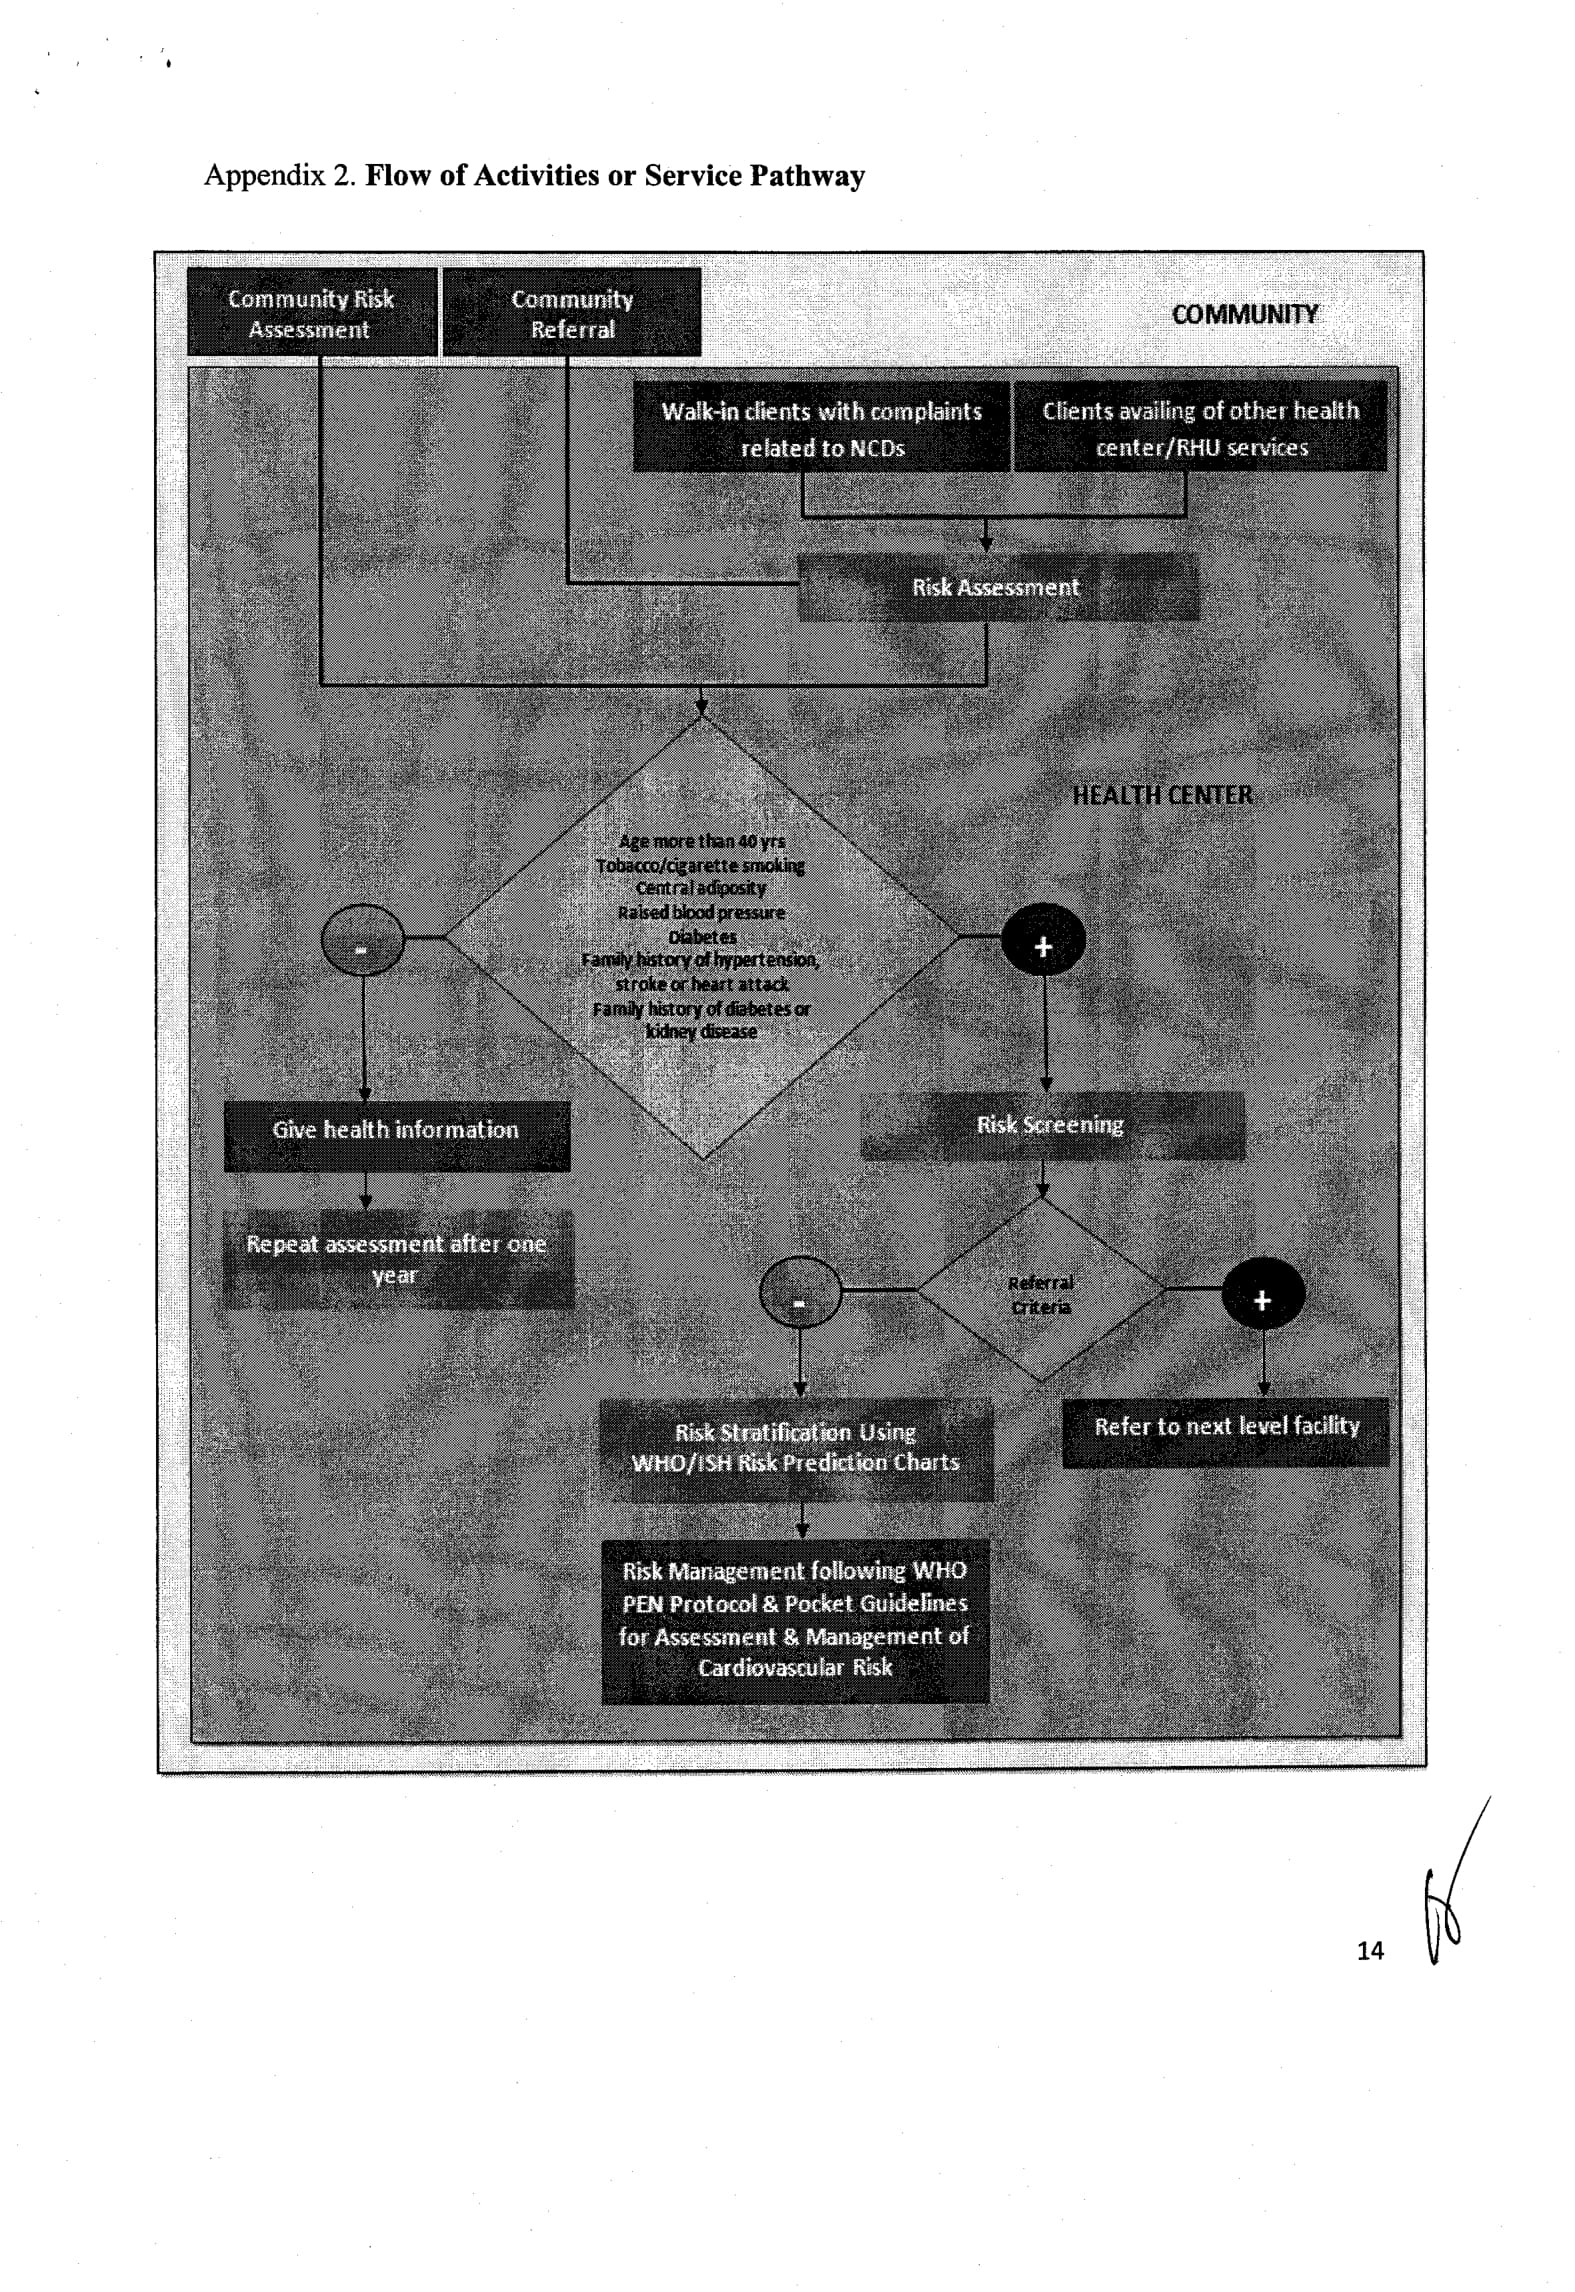 Appendix 2. Flow of Activities or Service Pathway
Community Risk
Assessment
Community
Referral
COMMUNITY
Walk-in clients with complaints
related to NCDs
Clients availing of other health
center/RHU services
Risk Assessment
HEALTH CENTER
Age more than 40 yrs
Tobacco/cigarette smoking
Central adiposity
Raised blood pressure
Diabetes
Family history of hypertension,
stroke or heart attack
Family history of diabetes or
kidney disease
-
+
Give health information
Risk Screening
Repeat assessment after one
year
Referral
Criteria
-
+
Risk Stratification Using
WHO/ISH Risk Prediction Charts
Refer to next level facility
Risk Management following WHO
PEN Protocol & Pocket Guidelines
for Assessment & Management of
Cardiovascular Risk
14